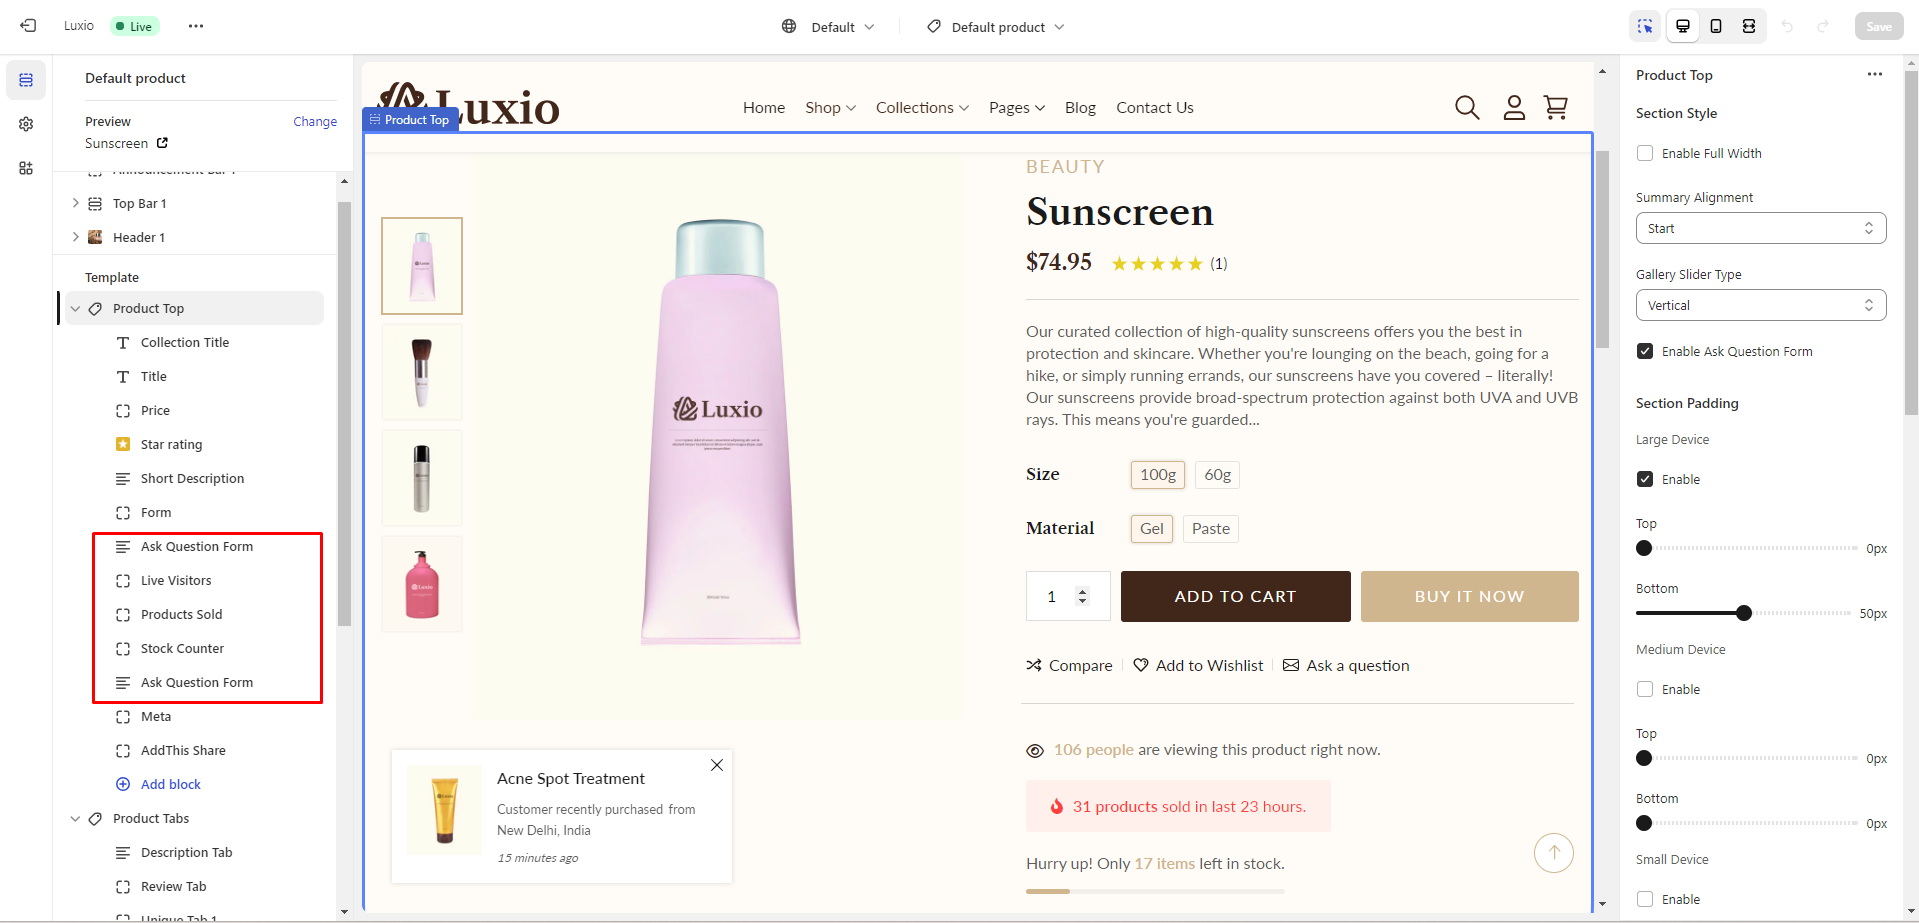 Luxio
Live
Default
Default product
Save
Default product
Preview
Change
Sunscreen
Announcement Bar 1
Top Bar 1
Header 1
Template
Product Top
Collection Title
Title
Price
Star rating
Short Description
Form
Ask Question Form
Live Visitors
Products Sold
Stock Counter
Ask Question Form
Meta
AddThis Share
Add block
Product Tabs
Description Tab
Review Tab
Unique Tab 1
Luxio
Product Top
Home Shop Collections Pages Blog Contact Us
Luxio
BEAUTY
Sunscreen
$74.95 (1)
Our curated collection of high-quality sunscreens offers you the best in
protection and skincare. Whether you're lounging on the beach, going for a
hike, or simply running errands, our sunscreens have you covered – literally!
Our sunscreens provide broad-spectrum protection against both UVA and UVB
rays. This means you're guarded...
Size 100g 60g
Material Gel Paste
1 ADD TO CART BUY IT NOW
Compare Add to Wishlist Ask a question
106 people are viewing this product right now.
31 products sold in last 23 hours.
Hurry up! Only 17 items left in stock.
Acne Spot Treatment
Customer recently purchased from
New Delhi, India
15 minutes ago
Product Top
Section Style
Enable Full Width
Summary Alignment
Start
Gallery Slider Type
Vertical
Enable Ask Question Form
Section Padding
Large Device
Enable
Top
0px
Bottom
50px
Medium Device
Enable
Top
0px
Bottom
0px
Small Device
Enable